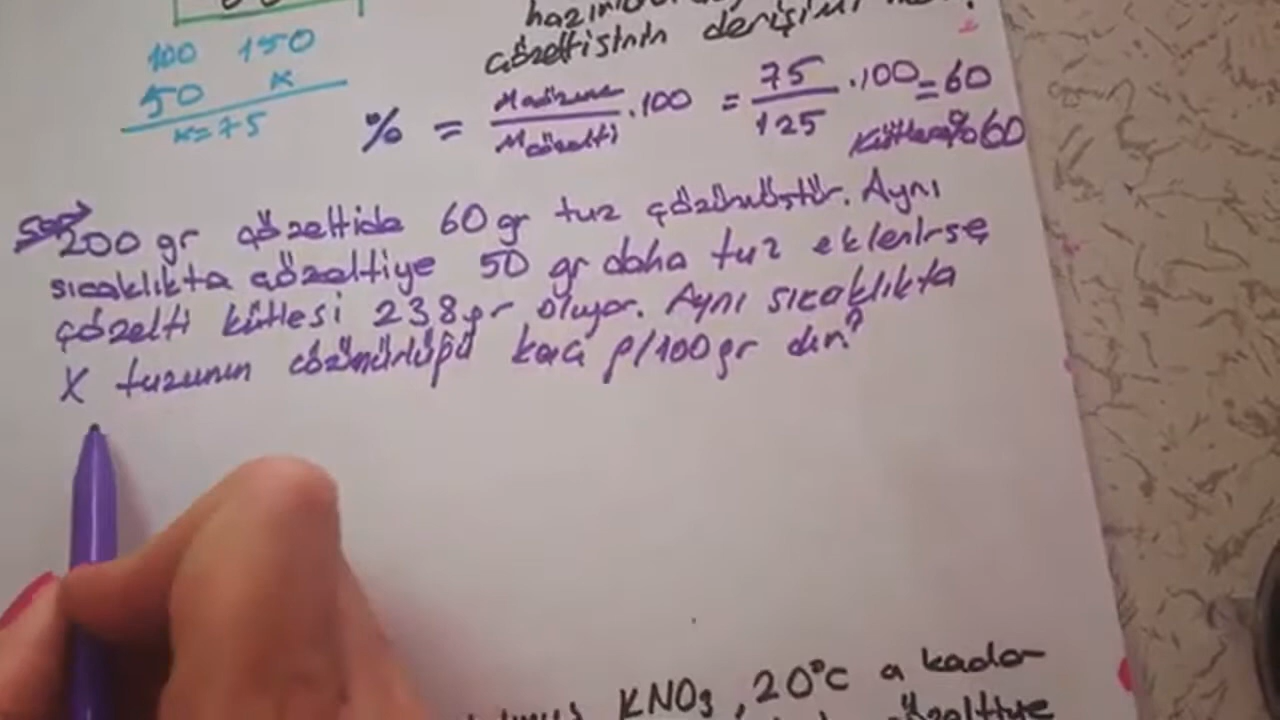 100 150
50 x
x=75
çözeltisinin derişimi
% = Mçözünen/Mçözelti .100 = 75/125 .100 = 60
Kütlece %60
200 gr çözeltide 60 gr tuz çözünmüştür. Aynı
sıcaklıkta çözeltiye 50 gr daha tuz eklenirse
çözelti kütlesi 238 gr oluyor. Aynı sıcaklıkta
X tuzunun çözünürlüğü kaç g/100 gr dır?
KNO3, 20°C a kadar
çözeltiye